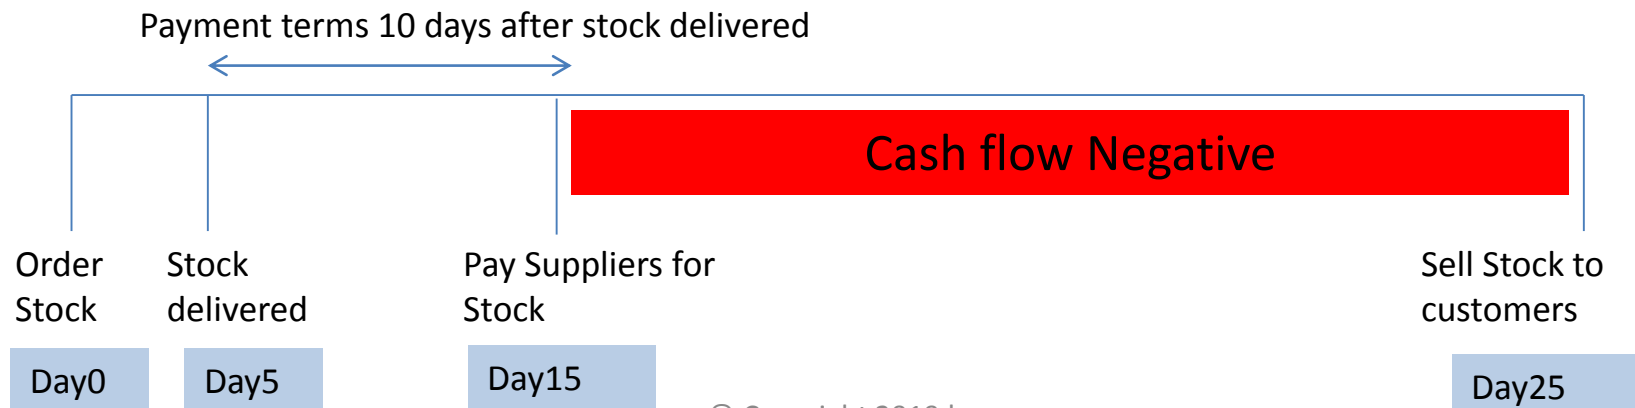 Payment terms 10 days after stock delivered
Cash flow Negative
Order
Stock
Stock
delivered
Pay Suppliers for
Stock
Sell Stock to
customers
Day0
Day5
Day15
Day25